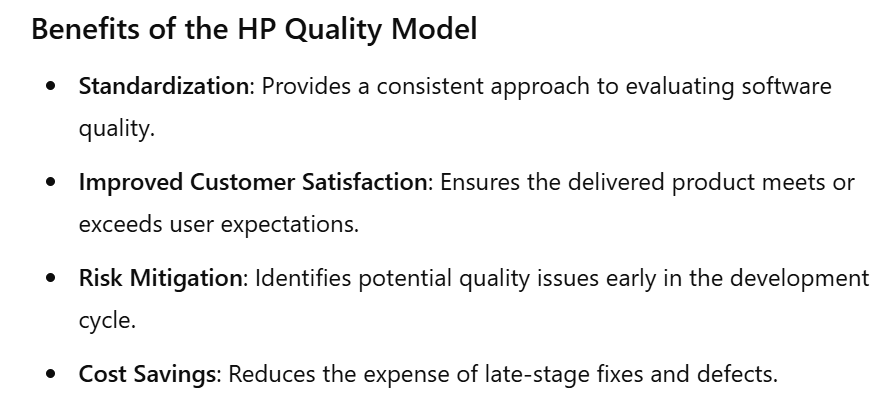 Benefits of the HP Quality Model
• Standardization: Provides a consistent approach to evaluating software
quality.
• Improved Customer Satisfaction: Ensures the delivered product meets or
exceeds user expectations.
• Risk Mitigation: Identifies potential quality issues early in the development
cycle.
• Cost Savings: Reduces the expense of late-stage fixes and defects.